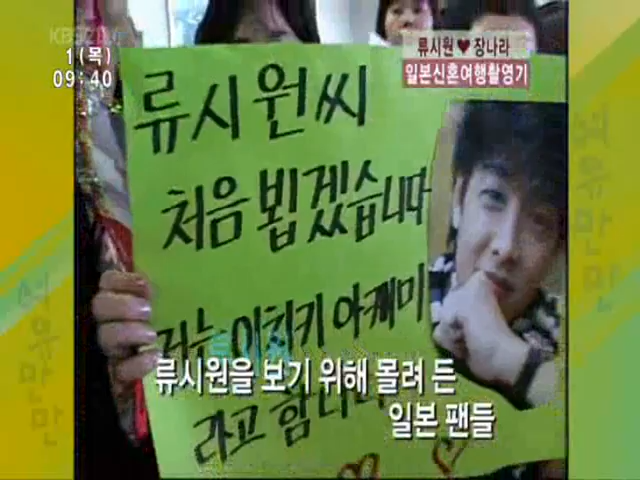 KBS2
1(목)
09:40
류시원♥장나라
일본신혼여행촬영기
류시원씨
처음 뵙겠습니다
저는 이치키 아케미
라고 합니다
류시원을 보기 위해 몰려 든
일본 팬들